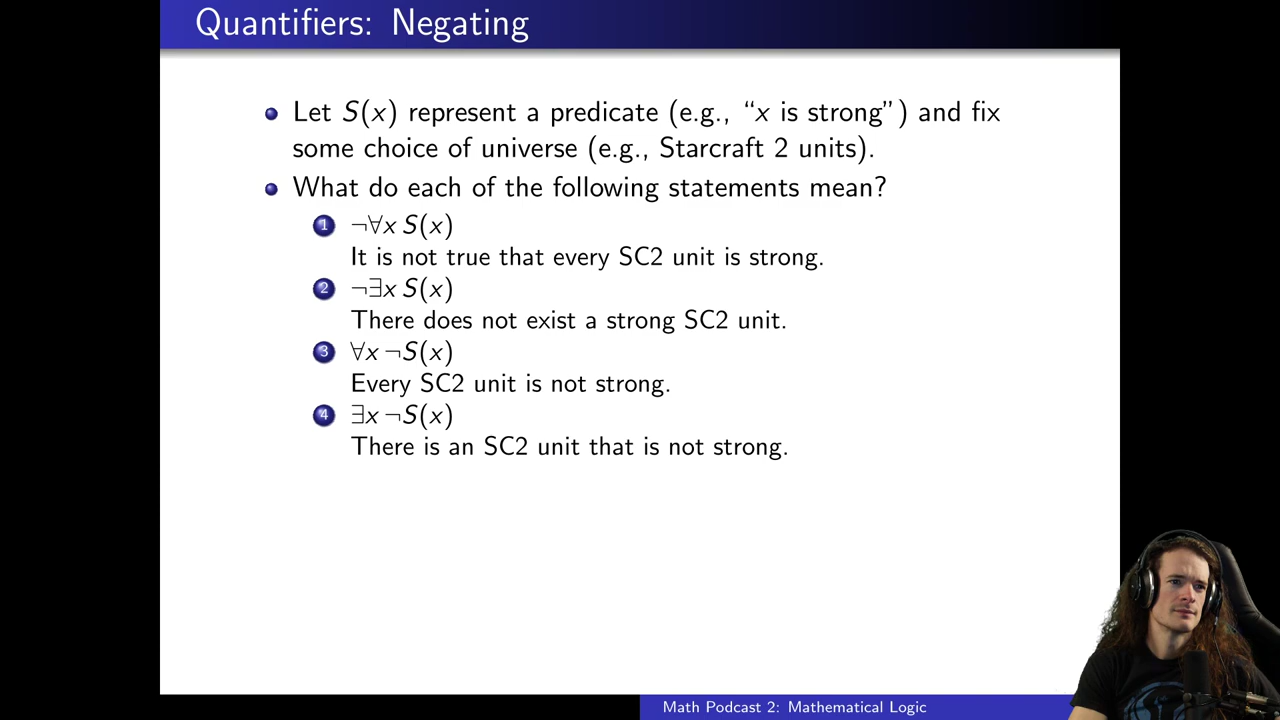 Quantifiers: Negating
Let S(x) represent a predicate (e.g., “x is strong”) and fix
some choice of universe (e.g., Starcraft 2 units).
What do each of the following statements mean?
1 ¬∀x S(x)
It is not true that every SC2 unit is strong.
2 ¬∃x S(x)
There does not exist a strong SC2 unit.
3 ∀x ¬S(x)
Every SC2 unit is not strong.
4 ∃x ¬S(x)
There is an SC2 unit that is not strong.
Math Podcast 2: Mathematical Logic